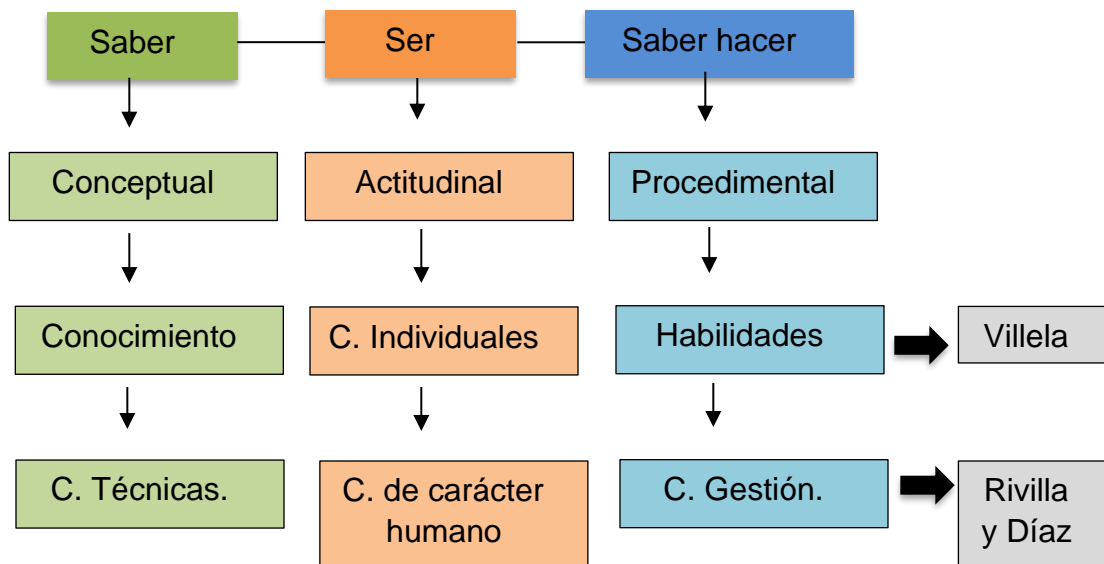 Saber
Ser
Saber hacer
Conceptual
Actitudinal
Procedimental
Conocimiento
C. Individuales
Habilidades
Villela
C. Técnicas.
C. de carácter
humano
C. Gestión.
Rivilla
y Díaz